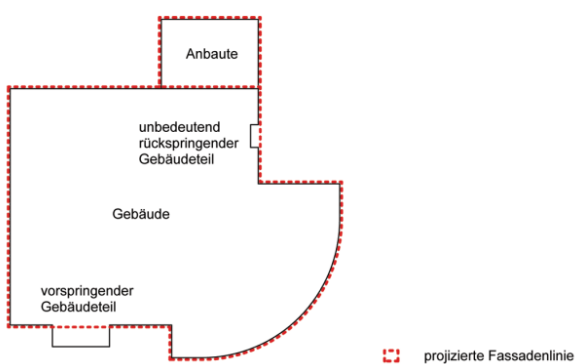 Anbaute
unbedeutend
rückspringender
Gebäudeteil
Gebäude
vorspringender
Gebäudeteil
projizierte Fassadenlinie